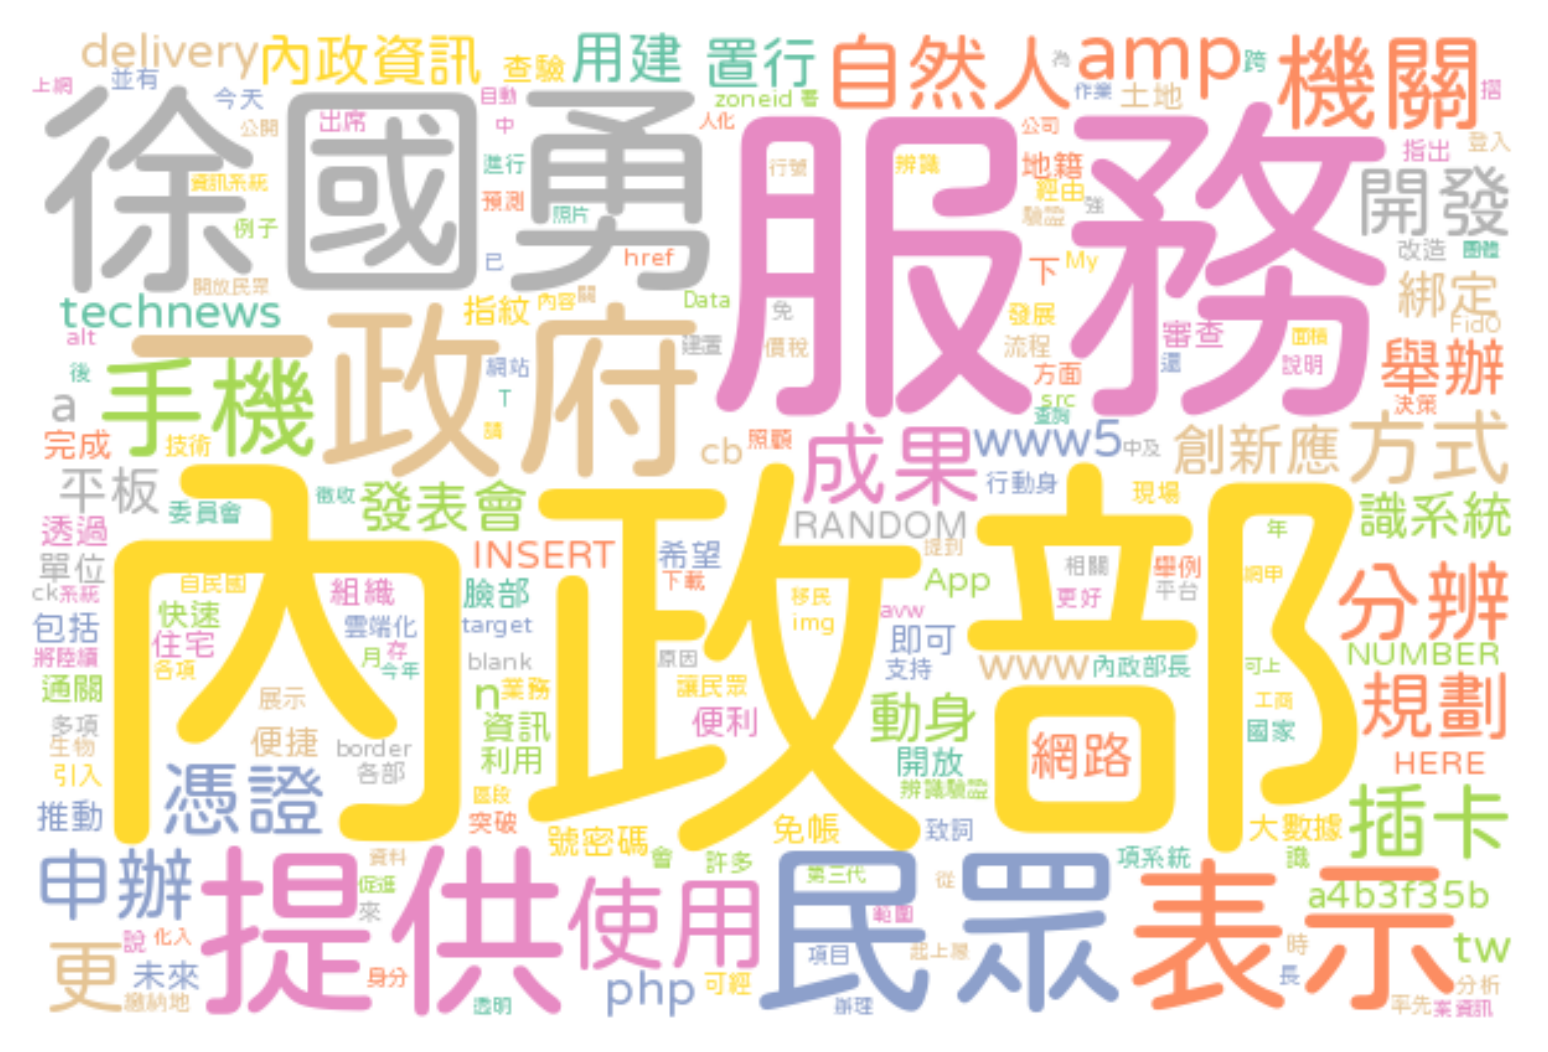 delivery 內政資訊 查驗 用建 置行 自然人 為 amp 跨 機關
上網 並有 今天 自動 zoneid 署 作業 土地 摺
徐國勇 服務
公開 出席 中 人化 公司 指出 登入
資訊系統 進行 行號 辨識 地籍 經由 開發
例子 預測 照片 驗證 強 改造 團體
開放民眾 已 href 下 My 綁定
technews 指紋 內容 關 Data 免 發展 審查 面積 FidO
alt 一 政府 建置 價稅 流程 還 說明 舉辦
後 手機 網站 方面
a T src 決策
完成 技術 請 cb 照顧 成果 查詢 www5 中及 創新應 方式
平板 委員會 徵收 發表會 RANDOM 行動身 現場 識系統
透過 INSERT 希望 提到 年
內政部
單位 自民國 下載 App 相關 舉例 網甲 分辨
ck 系統 組織 臉部 移民 avw 更好 平台
包括 快速 雲端化 target img 即可
將陸續 住宅 月 存 blank 原因 支持 www 內政部長 可上 NUMBER
通關 各項 今年 n 業務 讓民眾 工商 規劃
多項 展示 資訊 便利 動身 國家
生物 便捷 border 利用 開放 網路 HERE
引入 各部 區段 辨識驗證
推動 憑證 突破 號密碼 免帳 致詞 大數據 插卡
申辦 提供 資料 會 許多 民眾 第三代 項系統 表示 識
促進 使用 從 a4b3f35b
來 範圍
更 說 化入 項目 起上線 時 tw
未來 身分 php 可經 長 分析
繳納地 透明 辦理 率先 業資訊